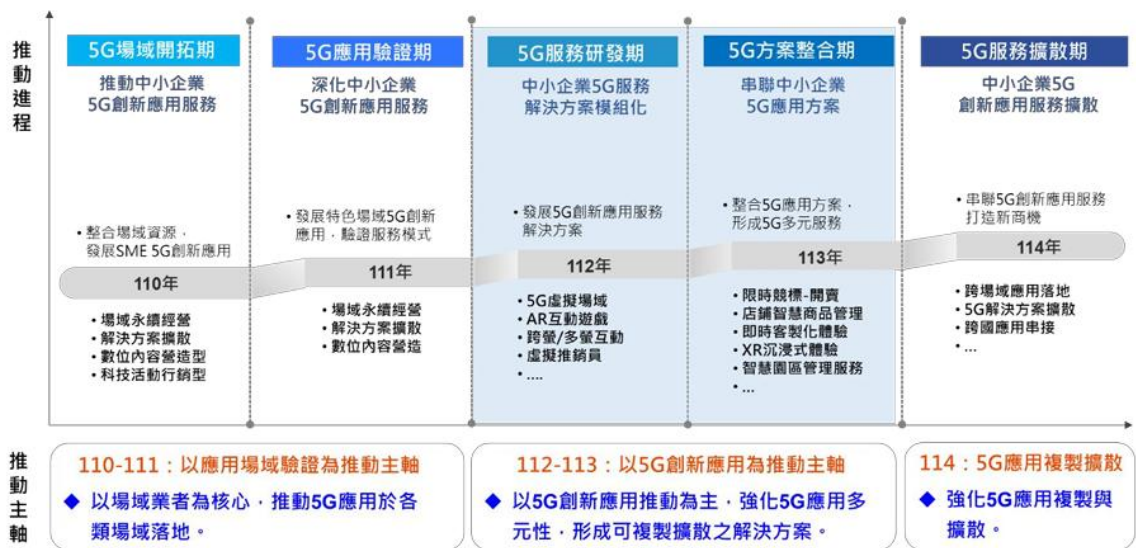 推動進程
5G場域開拓期
推動中小企業
5G創新應用服務
• 整合場域資源，
發展SME 5G創新應用
110年
• 場域永續經營
• 解決方案擴散
• 數位內容營造型
• 科技活動行銷型
5G應用驗證期
深化中小企業
5G創新應用服務
• 發展特色場域5G創新
應用，驗證服務模式
111年
• 場域永續經營
• 解決方案擴散
• 數位內容營造
5G服務研發期
中小企業5G服務
解決方案模組化
• 發展5G創新應用服務
解決方案
112年
• 5G虛擬場域
• AR互動遊戲
• 跨螢/多螢互動
• 虛擬推銷員
• ....
5G方案整合期
串聯中小企業
5G應用方案
• 整合5G應用方案，
形成5G多元服務
113年
• 限時競標-開賣
• 店鋪智慧商品管理
• 即時客製化體驗
• XR沉浸式體驗
• 智慧園區管理服務
• ...
5G服務擴散期
中小企業5G
創新應用服務擴散
• 串聯5G創新應用服務
打造新商機
114年
• 跨場域應用落地
• 5G解決方案擴散
• 跨國應用串接
• ...
推動主軸
110-111：以應用場域驗證為推動主軸
◆ 以場域業者為核心，推動5G應用於各
類場域落地。
112-113：以5G創新應用為推動主軸
◆ 以5G創新應用推動為主，強化5G應用多
元性，形成可複製擴散之解決方案。
114：5G應用複製擴散
◆ 強化5G應用複製與
擴散。